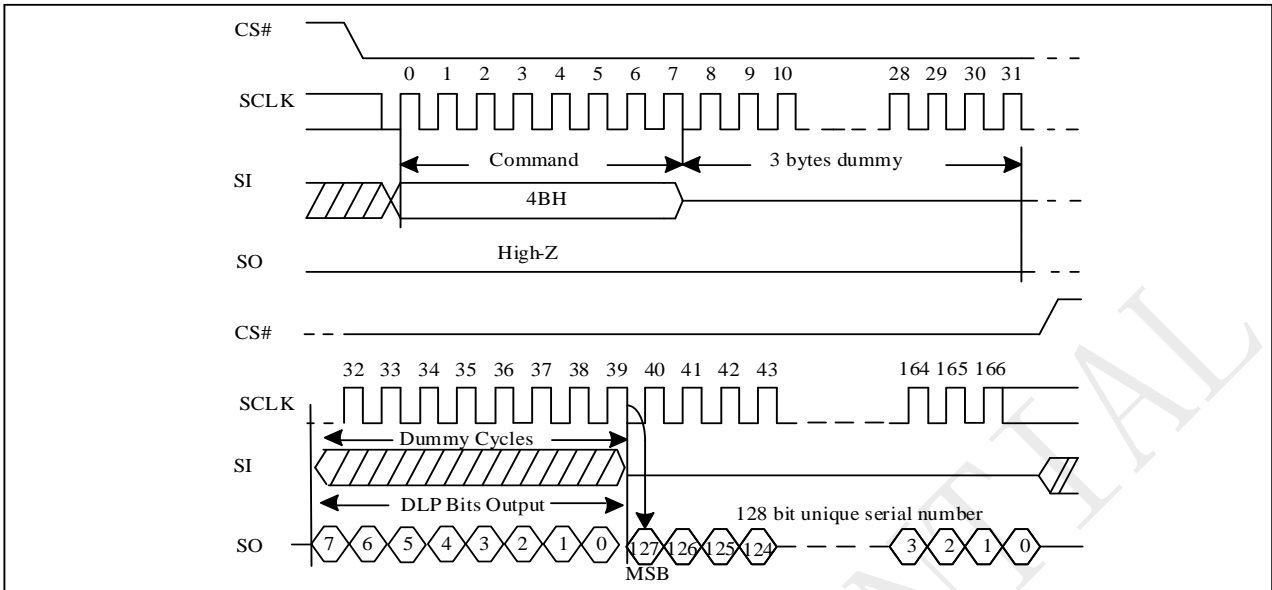 CS#
0 1 2 3 4 5 6 7 8 9 10 28 29 30 31
SCLK
Command 3 bytes dummy
SI
4BH
High-Z
SO
CS#
32 33 34 35 36 37 38 39 40 41 42 43 164 165 166
SCLK
Dummy Cycles
SI
DLP Bits Output
128 bit unique serial number
SO 7 6 5 4 3 2 1 0 127 126 125 124 3 2 1 0
MSB
NTIAL